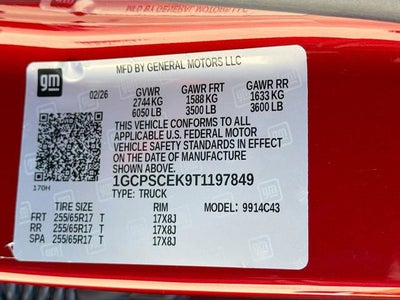 MFD BY GENERAL MOTORS LLC
gm
02/26 GVWR GAWR FRT GAWR RR
2744 KG 1588 KG 1633 KG
6050 LB 3500 LB 3600 LB
THIS VEHICLE CONFORMS TO ALL
APPLICABLE U.S. FEDERAL MOTOR
VEHICLE SAFETY STANDARDS IN EFFECT
ON THE DATE OF MANUFACTURE
SHOWN ABOVE.
170H
1GCPSCEK9T1197849
TYPE: TRUCK MODEL: 9914C43
TIRE SIZE RIMS
FRT 255/65R17 T 17X8J
RR 255/65R17 T 17X8J
SPA 255/65R17 T 17X8J